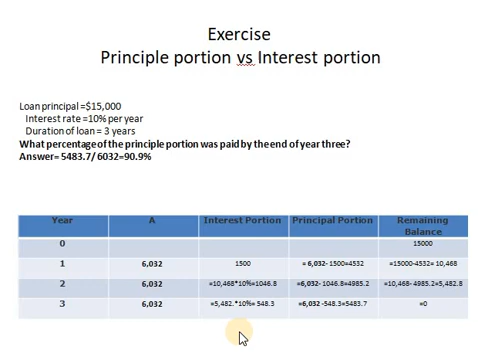 Exercise
Principle portion vs Interest portion
Loan principal =$15,000
Interest rate =10% per year
Duration of loan = 3 years
What percentage of the principle portion was paid by the end of year three?
Answer= 5483.7/ 6032=90.9%
Year A Interest Portion Principal Portion Remaining Balance
0 15000
1 6,032 1500 = 6,032- 1500=4532 =15000-4532= 10,468
2 6,032 =10,468*10%=1046.8 =6,032- 1046.8=4985.2 =10,468- 4985.2=5,482.8
3 6,032 =5,482.*10%= 548.3 =6,032 -548.3=5483.7 =0